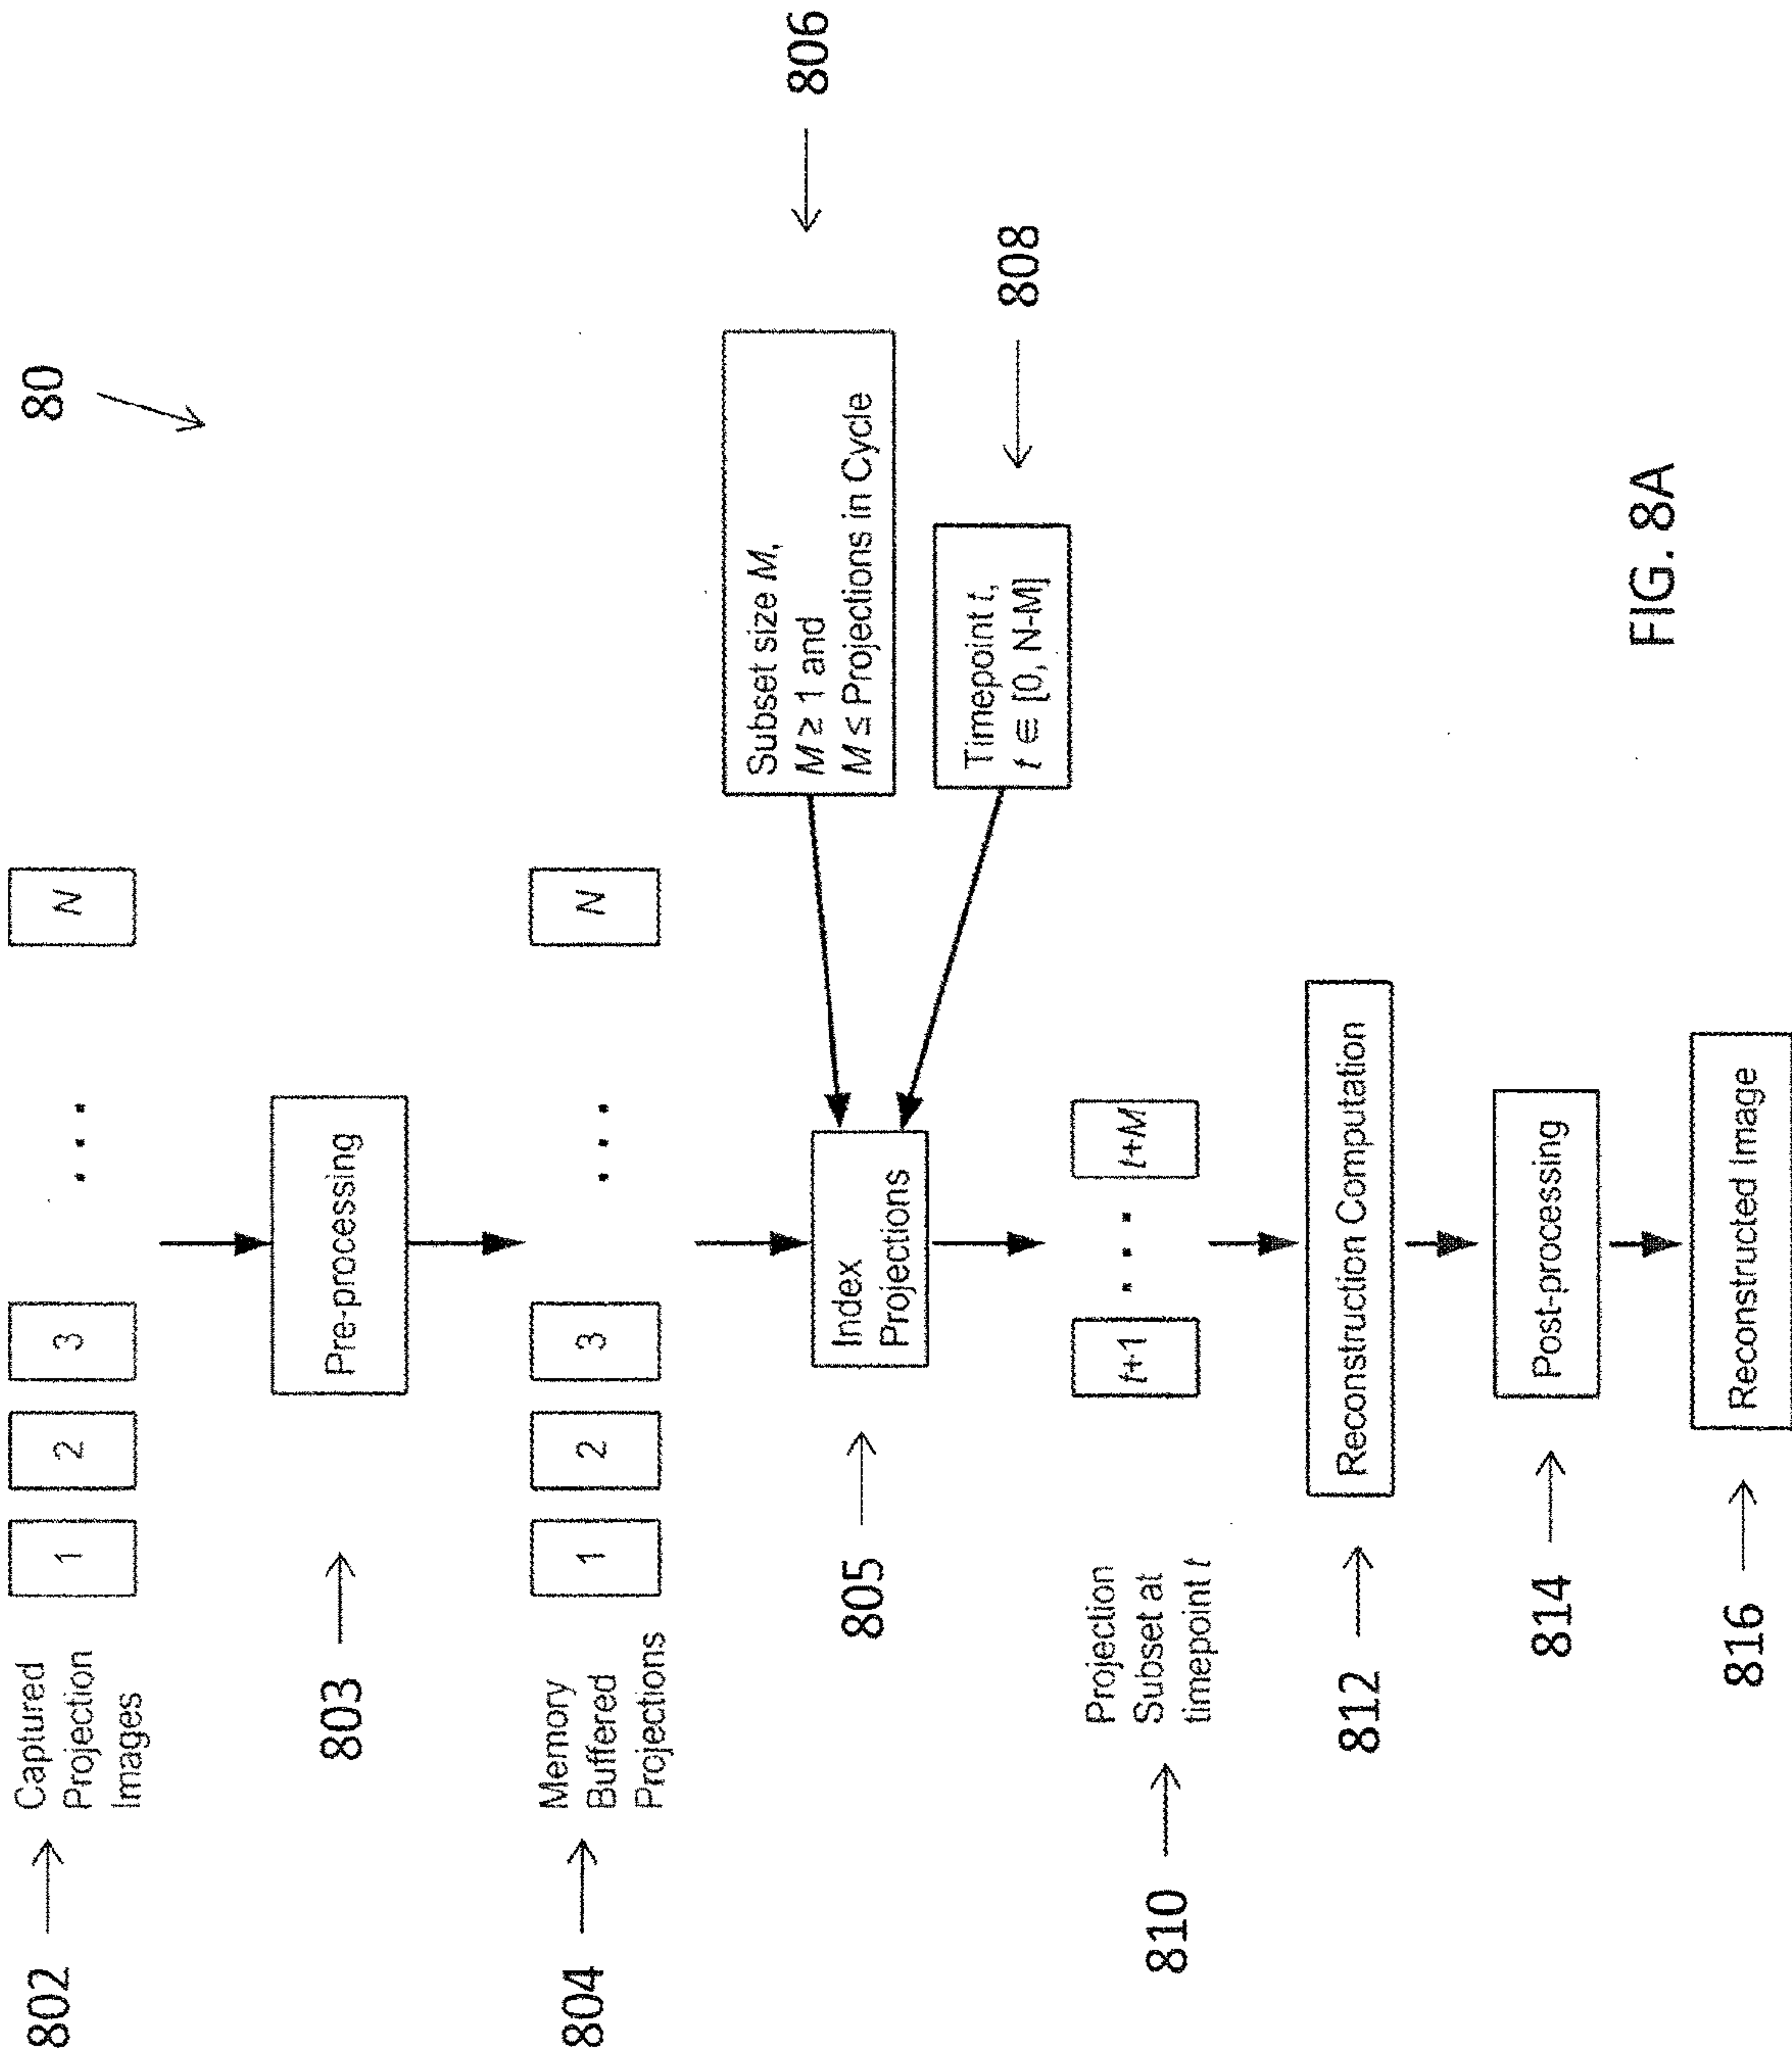 80
802
Captured
Projection
Images
1
2
3
. . .
N
803
Pre-processing
804
Memory
Buffered
Projections
1
2
3
. . .
N
805
Index
Projections
Subset size M,
M ≥ 1 and
M ≤ Projections in Cycle
806
Timepoint t,
t ∈ [0, N-M]
808
810
Projection
Subset at
timepoint t
t+1
. . .
t+M
812
Reconstruction Computation
814
Post-processing
816
Reconstructed Image
FIG. 8A